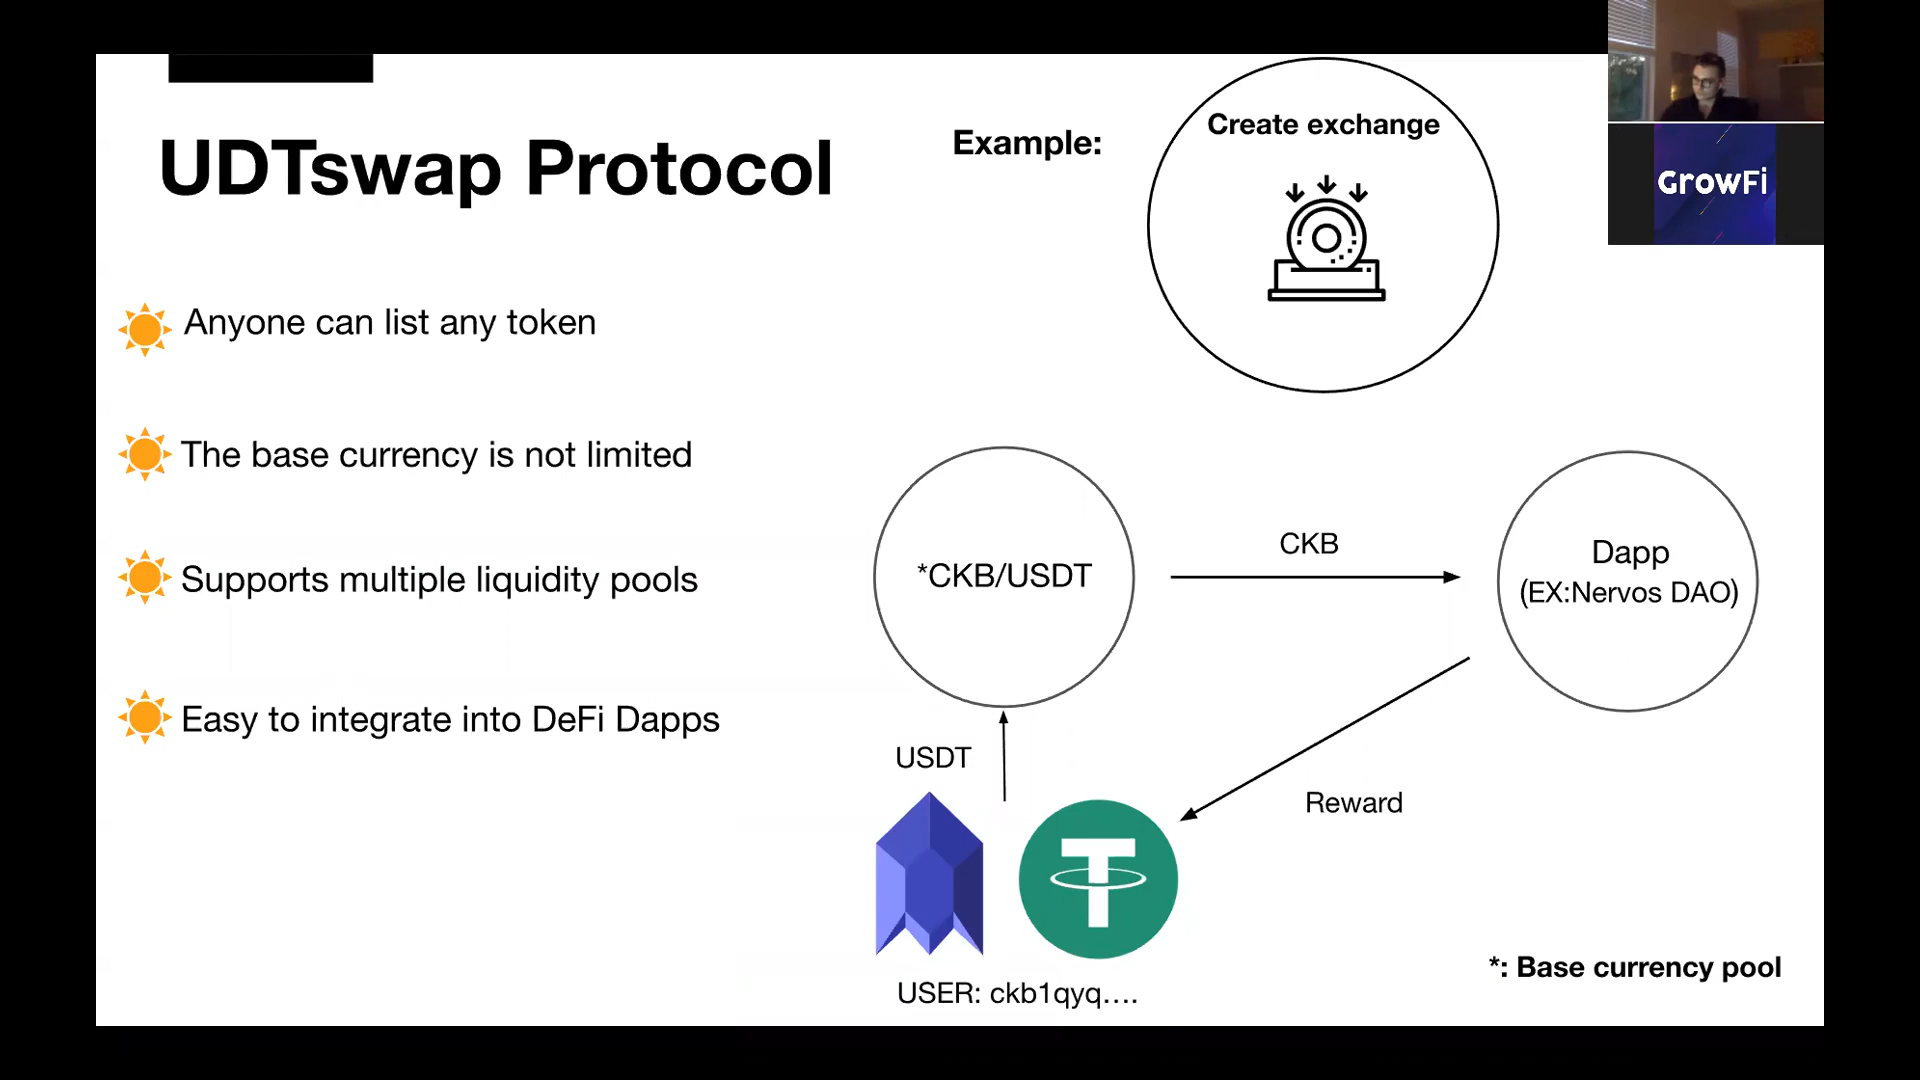 UDTswap Protocol
Anyone can list any token
The base currency is not limited
Supports multiple liquidity pools
Easy to integrate into DeFi Dapps
Example:
Create exchange
*CKB/USDT
CKB
Dapp
(EX:Nervos DAO)
USDT
Reward
USER: ckb1qyq....
*: Base currency pool
GrowFi